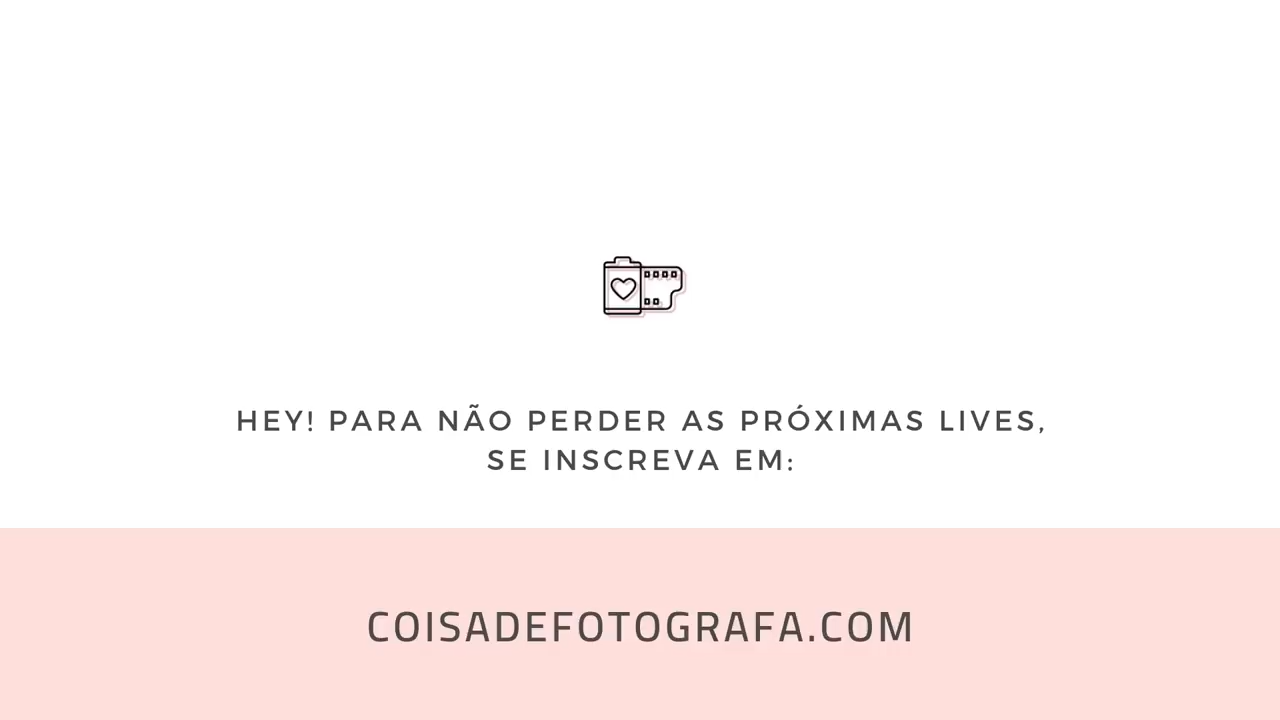 HEY! PARA NÃO PERDER AS PRÓXIMAS LIVES,
SE INSCREVA EM:
COISADEFOTOGRAFA.COM